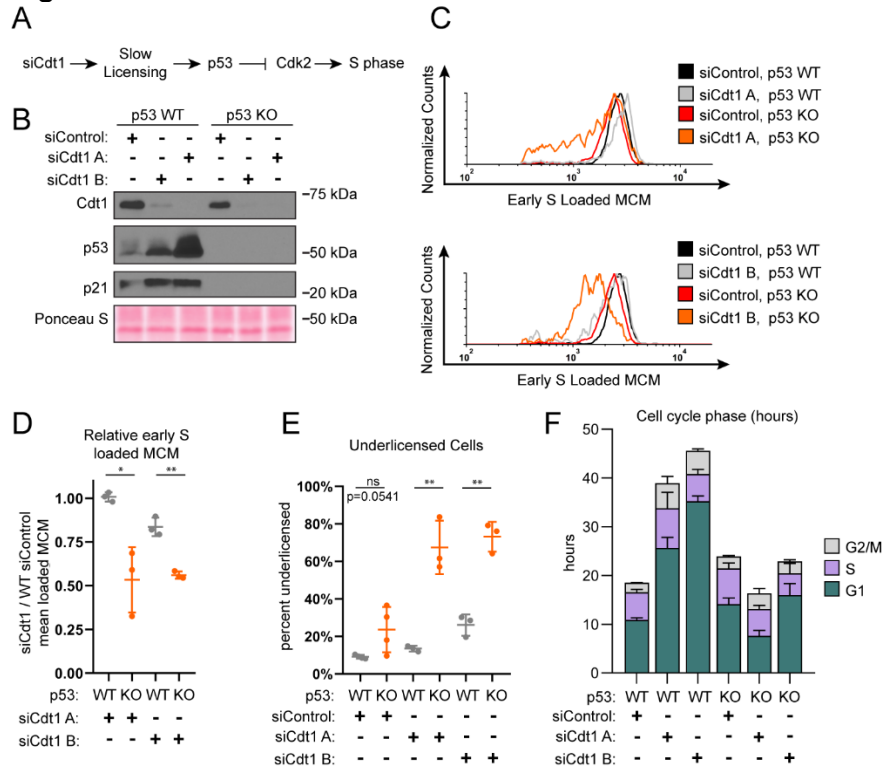 A
siCdt1
Slow
Licensing
p53
Cdk2
S phase
B
p53 WT p53 KO
siControl: + - - + - -
siCdt1 A: - - + - - +
siCdt1 B: - + - - + -
Cdt1
–75 kDa
p53
–50 kDa
p21
–20 kDa
Ponceau S
–50 kDa
C
Normalized Counts
10² 10³ 10⁴
Early S Loaded MCM
siControl, p53 WT
siCdt1 A, p53 WT
siControl, p53 KO
siCdt1 A, p53 KO
Normalized Counts
10² 10³ 10⁴
Early S Loaded MCM
siControl, p53 WT
siCdt1 B, p53 WT
siControl, p53 KO
siCdt1 B, p53 KO
D
Relative early S
loaded MCM
* **
siCdt1 / WT siControl
mean loaded MCM
1.00
0.75
0.50
0.25
0.00
p53: WT KO WT KO
siCdt1 A: + + - -
siCdt1 B: - - + +
E
Underlicensed Cells
ns ** **
p=0.0541
percent underlicensed
100%
80%
60%
40%
20%
0%
p53: WT KO WT KO WT KO
siControl: + + - - - -
siCdt1 A: - - + + - -
siCdt1 B: - - - - + +
F
Cell cycle phase (hours)
hours
50
40
30
20
10
0
G2/M
S
G1
p53: WT WT WT KO KO KO
siControl: + - - + - -
siCdt1 A: - + - - + -
siCdt1 B: - - + - - +